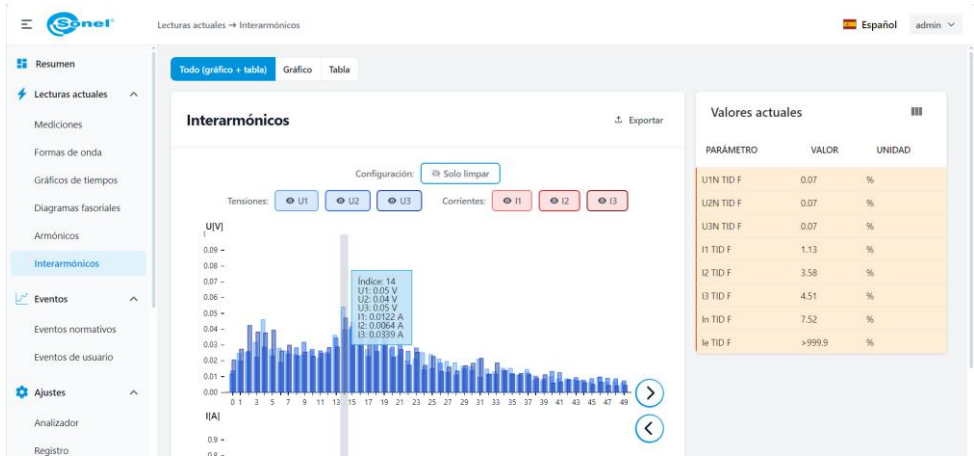 Sonel®
Lecturas actuales → Interarmónicos
Español
admin
Resumen
Lecturas actuales
Mediciones
Formas de onda
Gráficos de tiempos
Diagramas fasoriales
Armónicos
Interarmónicos
Eventos
Eventos normativos
Eventos de usuario
Ajustes
Analizador
Registro
Todo (gráfico + tabla) Gráfico Tabla
Interarmónicos
Exportar
Configuración: Solo limpar
Tensiones: U1 U2 U3 Corrientes: I1 I2 I3
U[V]
0.09
0.08
0.07
0.06
0.05
0.04
0.03
0.02
0.01
0.00
Índice: 14
U1: 0.05 V
U2: 0.04 V
U3: 0.05 V
I1: 0.0122 A
I2: 0.0064 A
I3: 0.0339 A
0 1 3 5 7 9 11 13 15 17 19 21 23 25 27 29 31 33 35 37 39 41 43 45 47 49
I[A]
0.9
0.8
Valores actuales
PARÁMETRO VALOR UNIDAD
U1N TID F 0.07 %
U2N TID F 0.07 %
U3N TID F 0.07 %
I1 TID F 1.13 %
I2 TID F 3.58 %
I3 TID F 4.51 %
In TID F 7.52 %
Ie TID F >999.9 %